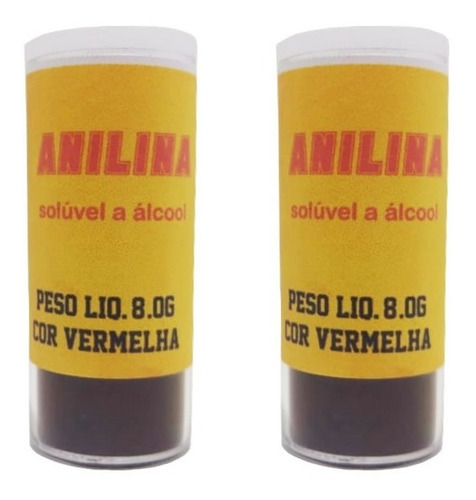 ANILINA
solúvel a álcool
PESO LIQ. 8.0G
COR VERMELHA
ANILINA
solúvel a álcool
PESO LIQ. 8.0G
COR VERMELHA